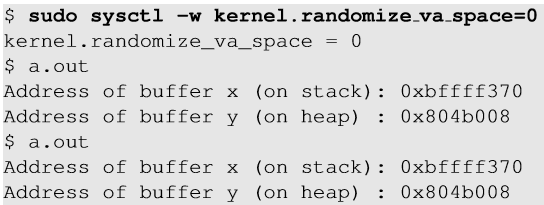 $ sudo sysctl -w kernel.randomize_va_space=0
kernel.randomize_va_space = 0
$ a.out
Address of buffer x (on stack): 0xbffff370
Address of buffer y (on heap) : 0x804b008
$ a.out
Address of buffer x (on stack): 0xbffff370
Address of buffer y (on heap) : 0x804b008